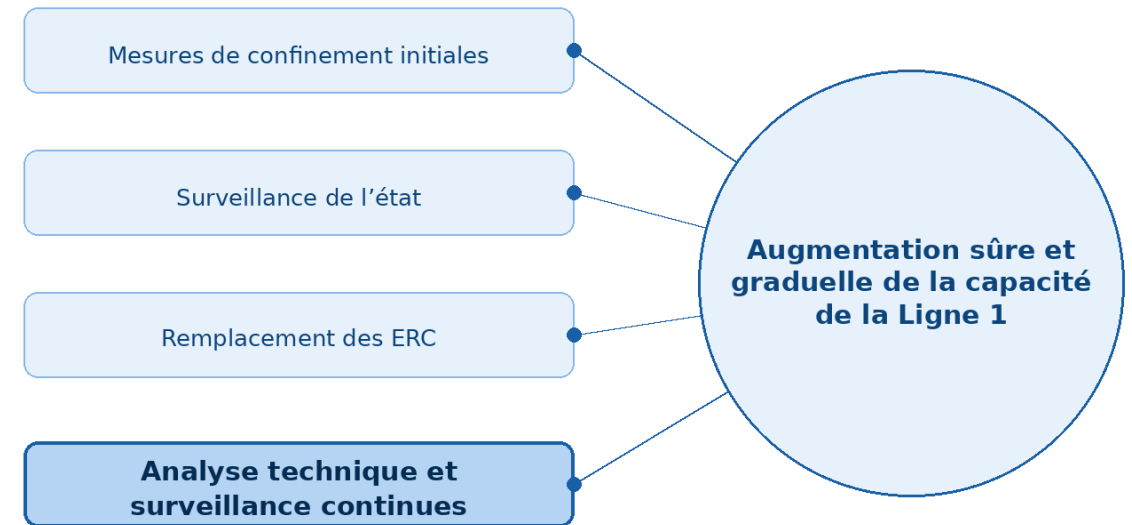 Mesures de confinement initiales
Surveillance de l’état
Remplacement des ERC
Analyse technique et
surveillance continues
Augmentation sûre et
graduelle de la capacité
de la Ligne 1